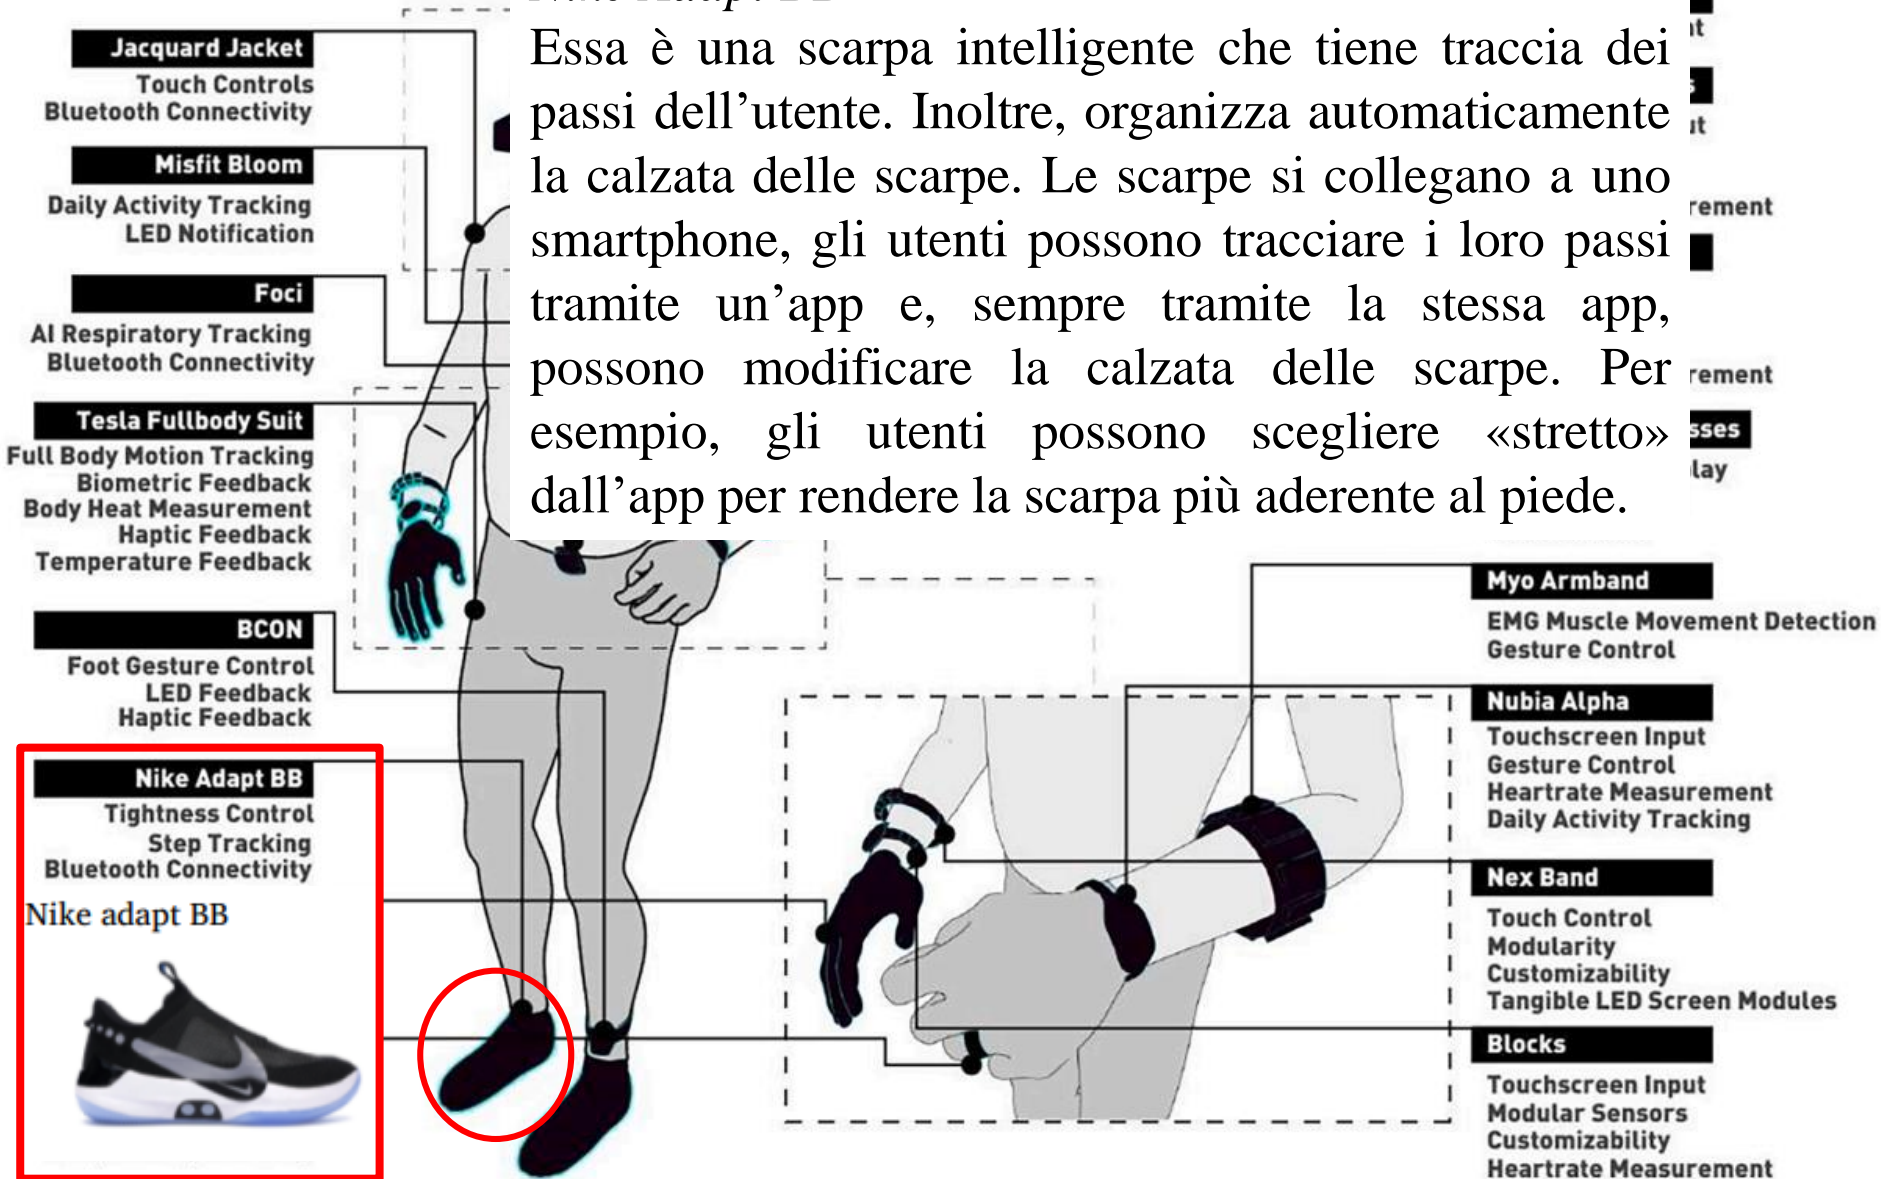 Essa è una scarpa intelligente che tiene traccia dei
passi dell’utente. Inoltre, organizza automaticamente
la calzata delle scarpe. Le scarpe si collegano a uno
smartphone, gli utenti possono tracciare i loro passi
tramite un’app e, sempre tramite la stessa app,
possono modificare la calzata delle scarpe. Per
esempio, gli utenti possono scegliere «stretto»
dall’app per rendere la scarpa più aderente al piede.
Jacquard Jacket
Touch Controls
Bluetooth Connectivity
Misfit Bloom
Daily Activity Tracking
LED Notification
Foci
AI Respiratory Tracking
Bluetooth Connectivity
Tesla Fullbody Suit
Full Body Motion Tracking
Biometric Feedback
Body Heat Measurement
Haptic Feedback
Temperature Feedback
BCON
Foot Gesture Control
LED Feedback
Haptic Feedback
Nike Adapt BB
Tightness Control
Step Tracking
Bluetooth Connectivity
Nike adapt BB
Myo Armband
EMG Muscle Movement Detection
Gesture Control
Nubia Alpha
Touchscreen Input
Gesture Control
Heartrate Measurement
Daily Activity Tracking
Nex Band
Touch Control
Modularity
Customizability
Tangible LED Screen Modules
Blocks
Touchscreen Input
Modular Sensors
Customizability
Heartrate Measurement